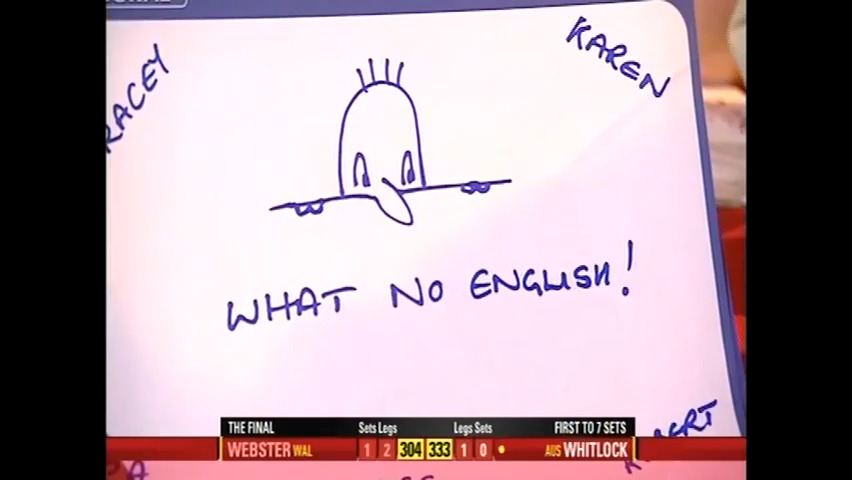 KAREN
WHAT NO ENGLISH!
THE FINAL Sets Legs Legs Sets FIRST TO 7 SETS
WEBSTER WAL 1 2 304 333 1 0 AUS WHITLOCK